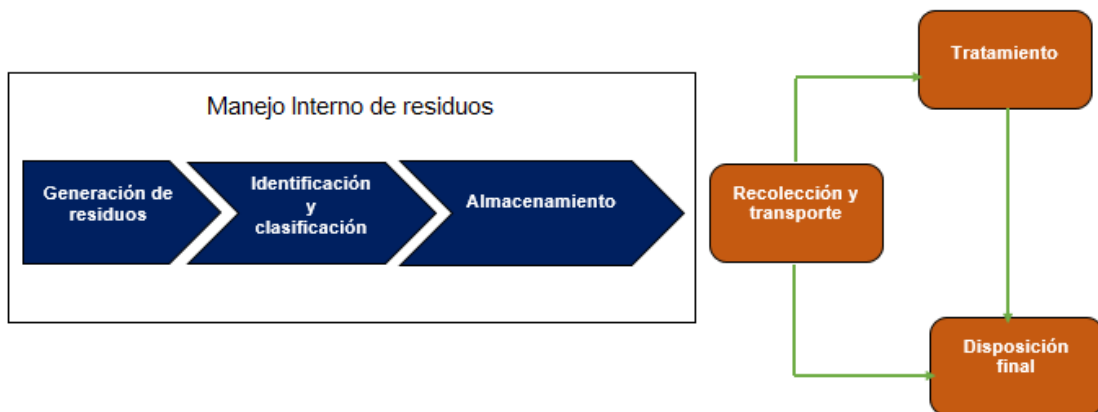 Tratamiento
Manejo Interno de residuos
Generación de
residuos
Identificación
y
clasificación
Almacenamiento
Recolección y
transporte
Disposición
final